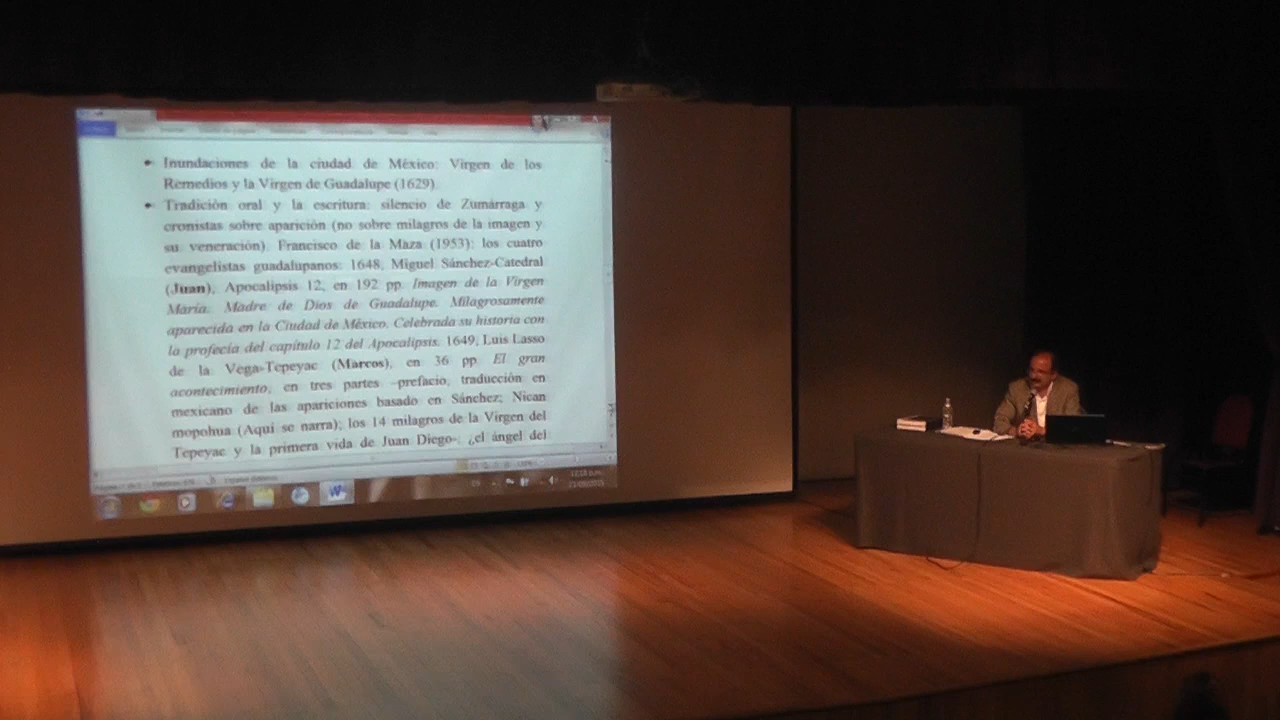 Inundaciones de la ciudad de México: Virgen de los
Remedios y la Virgen de Guadalupe (1629).
Tradición oral y la escritura: silencio de Zumárraga y
cronistas sobre aparición (no sobre milagros de la imagen y
su veneración). Francisco de la Maza (1953): los cuatro
evangelistas guadalupanos: 1648, Miguel Sánchez-Catedral
(Juan), Apocalipsis 12, en 192 pp. Imagen de la Virgen
María. Madre de Dios de Guadalupe. Milagrosamente
aparecida en la Ciudad de México. Celebrada su historia con
la profecía del capítulo 12 del Apocalipsis. 1649, Luis Lasso
de la Vega-Tepeyac (Marcos), en 36 pp. El gran
acontecimiento, en tres partes –prefacio, traducción en
mexicano de las apariciones basado en Sánchez; Nican
mopohua (Aquí se narra); los 14 milagros de la Virgen del
Tepeyac y la primera vida de Juan Diego-: ¿el ángel del